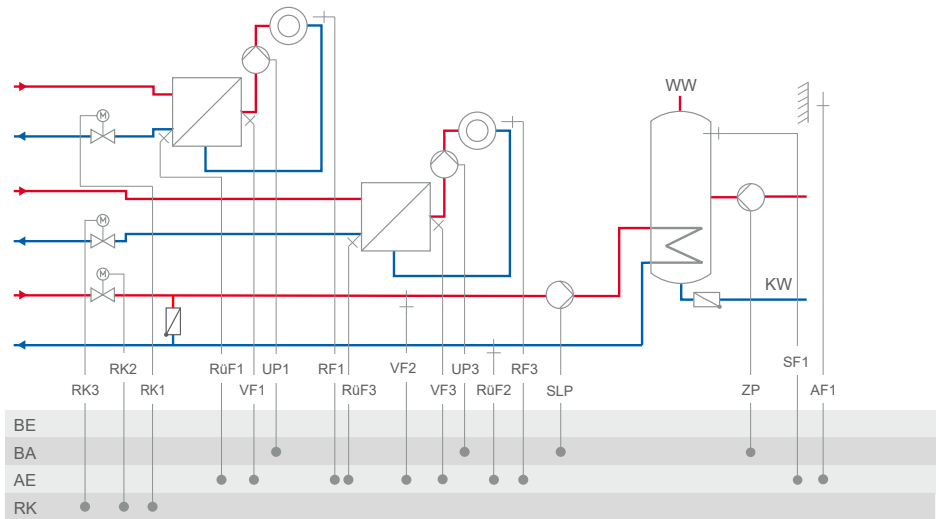 WW
M
M
M
KW
RK2 RüF1 UP1 RF1 VF2 UP3 RF3 SF1
RK3 RK1 VF1 RüF3 VF3 RüF2 SLP ZP AF1
BE
BA
AE
RK